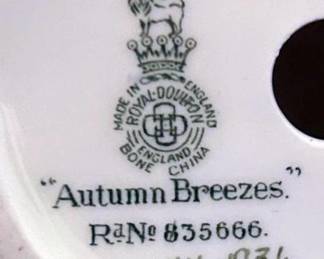 MADE IN ENGLAND
ROYAL DOULTON
ENGLAND
BONE CHINA
"Autumn Breezes."
Rd No 835666.